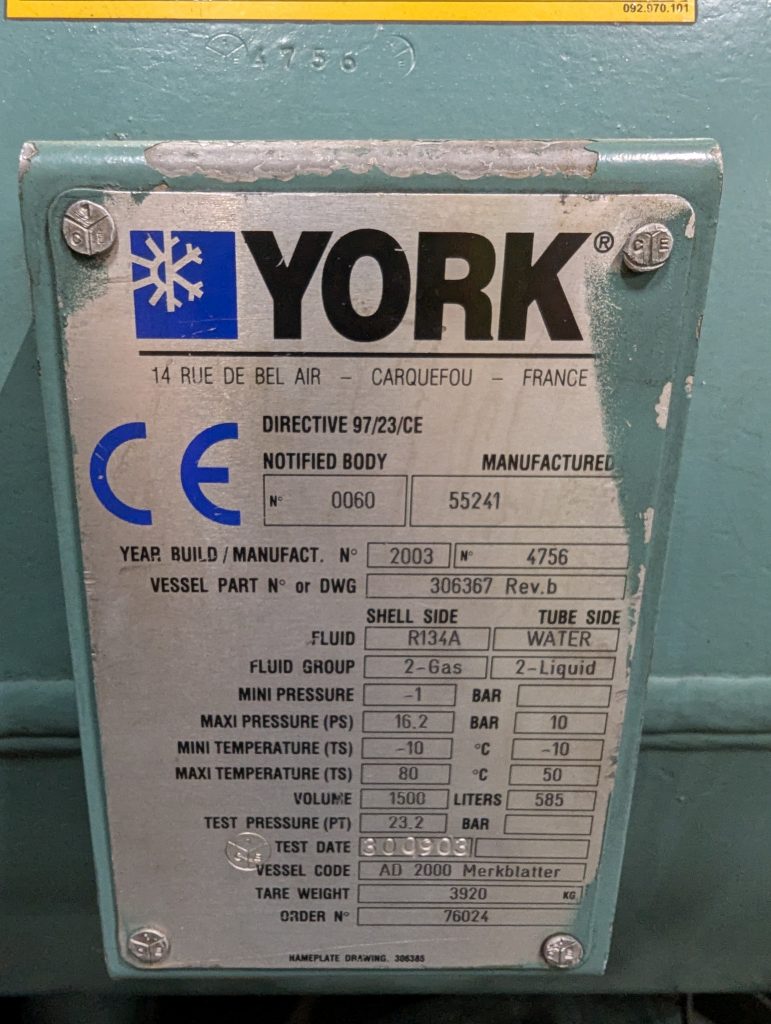 092.970.101
4756
YORK®
14 RUE DE BEL AIR – CARQUEFOU – FRANCE
CE
DIRECTIVE 97/23/CE
NOTIFIED BODY MANUFACTURED
N° 0060 55241
YEAR BUILD / MANUFACT. N° 2003 N° 4756
VESSEL PART N° or DWG 306367 Rev.b
SHELL SIDE TUBE SIDE
FLUID R134A WATER
FLUID GROUP 2-Gas 2-Liquid
MINI PRESSURE -1 BAR
MAXI PRESSURE (PS) 16.2 BAR 10
MINI TEMPERATURE (TS) -10 °C -10
MAXI TEMPERATURE (TS) 80 °C 50
VOLUME 1500 LITERS 585
TEST PRESSURE (PT) 23.2 BAR
TEST DATE 300903
VESSEL CODE AD 2000 Merkblatter
TARE WEIGHT 3920 KG
ORDER N° 76024
NAMEPLATE DRAWING. 306385